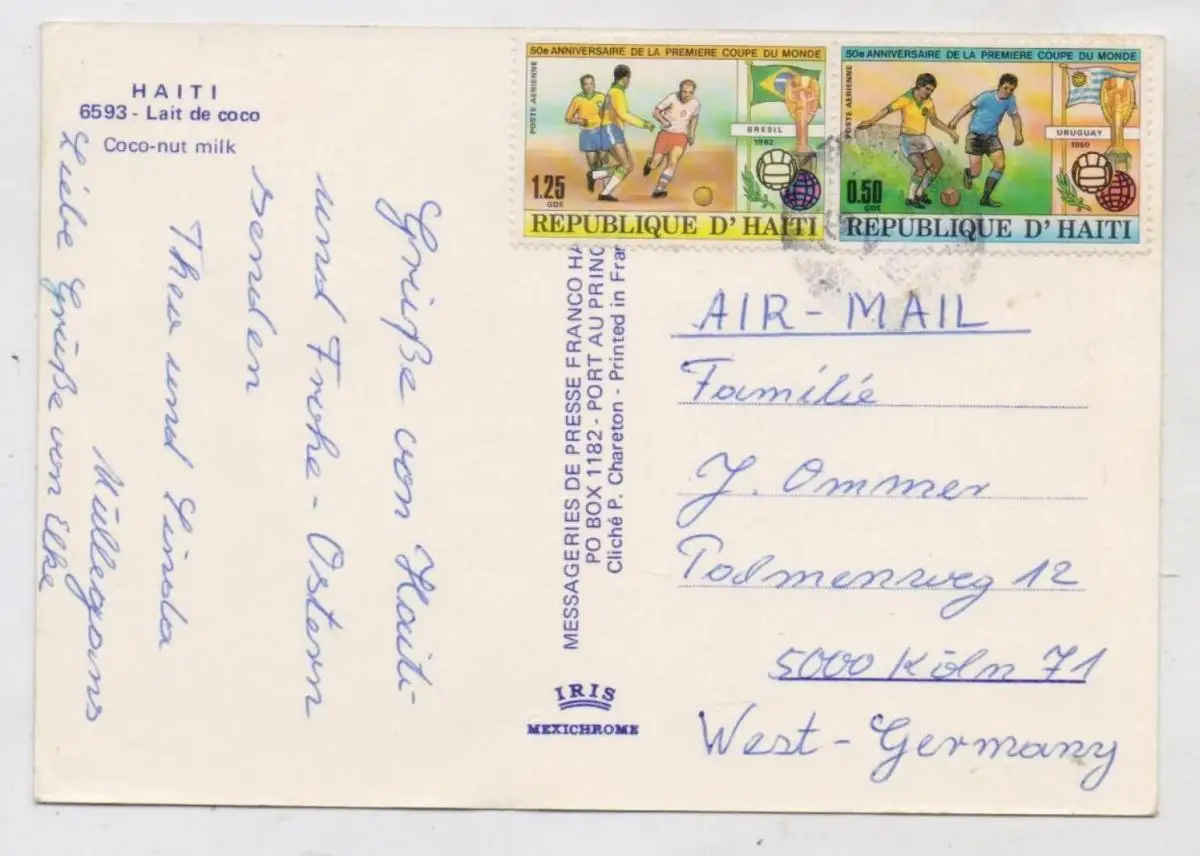 HAITI
6593 - Lait de coco
Coco-nut milk
50e ANNIVERSAIRE DE LA PREMIERE COUPE DU MONDE
POSTE AERIENNE
BRESIL
1962
1.25
GDE
REPUBLIQUE D' HAITI
50e ANNIVERSAIRE DE LA PREMIERE COUPE DU MONDE
POSTE AERIENNE
URUGUAY
1950
0.50
GDE
REPUBLIQUE D' HAITI
Grüße von Haiti-
und Frohe-Ostern
senden
Theo und Linda
Müllegans
Liebe Grüße von Elke
MESSAGERIES DE PRESSE FRANCO HA
PO BOX 1182 - PORT AU PRINC
Cliché P. Chareton - Printed in Fran
IRIS
MEXICHROME
AIR-MAIL
Familie
J. Ommer
12
5000 Köln 71
West-Germany